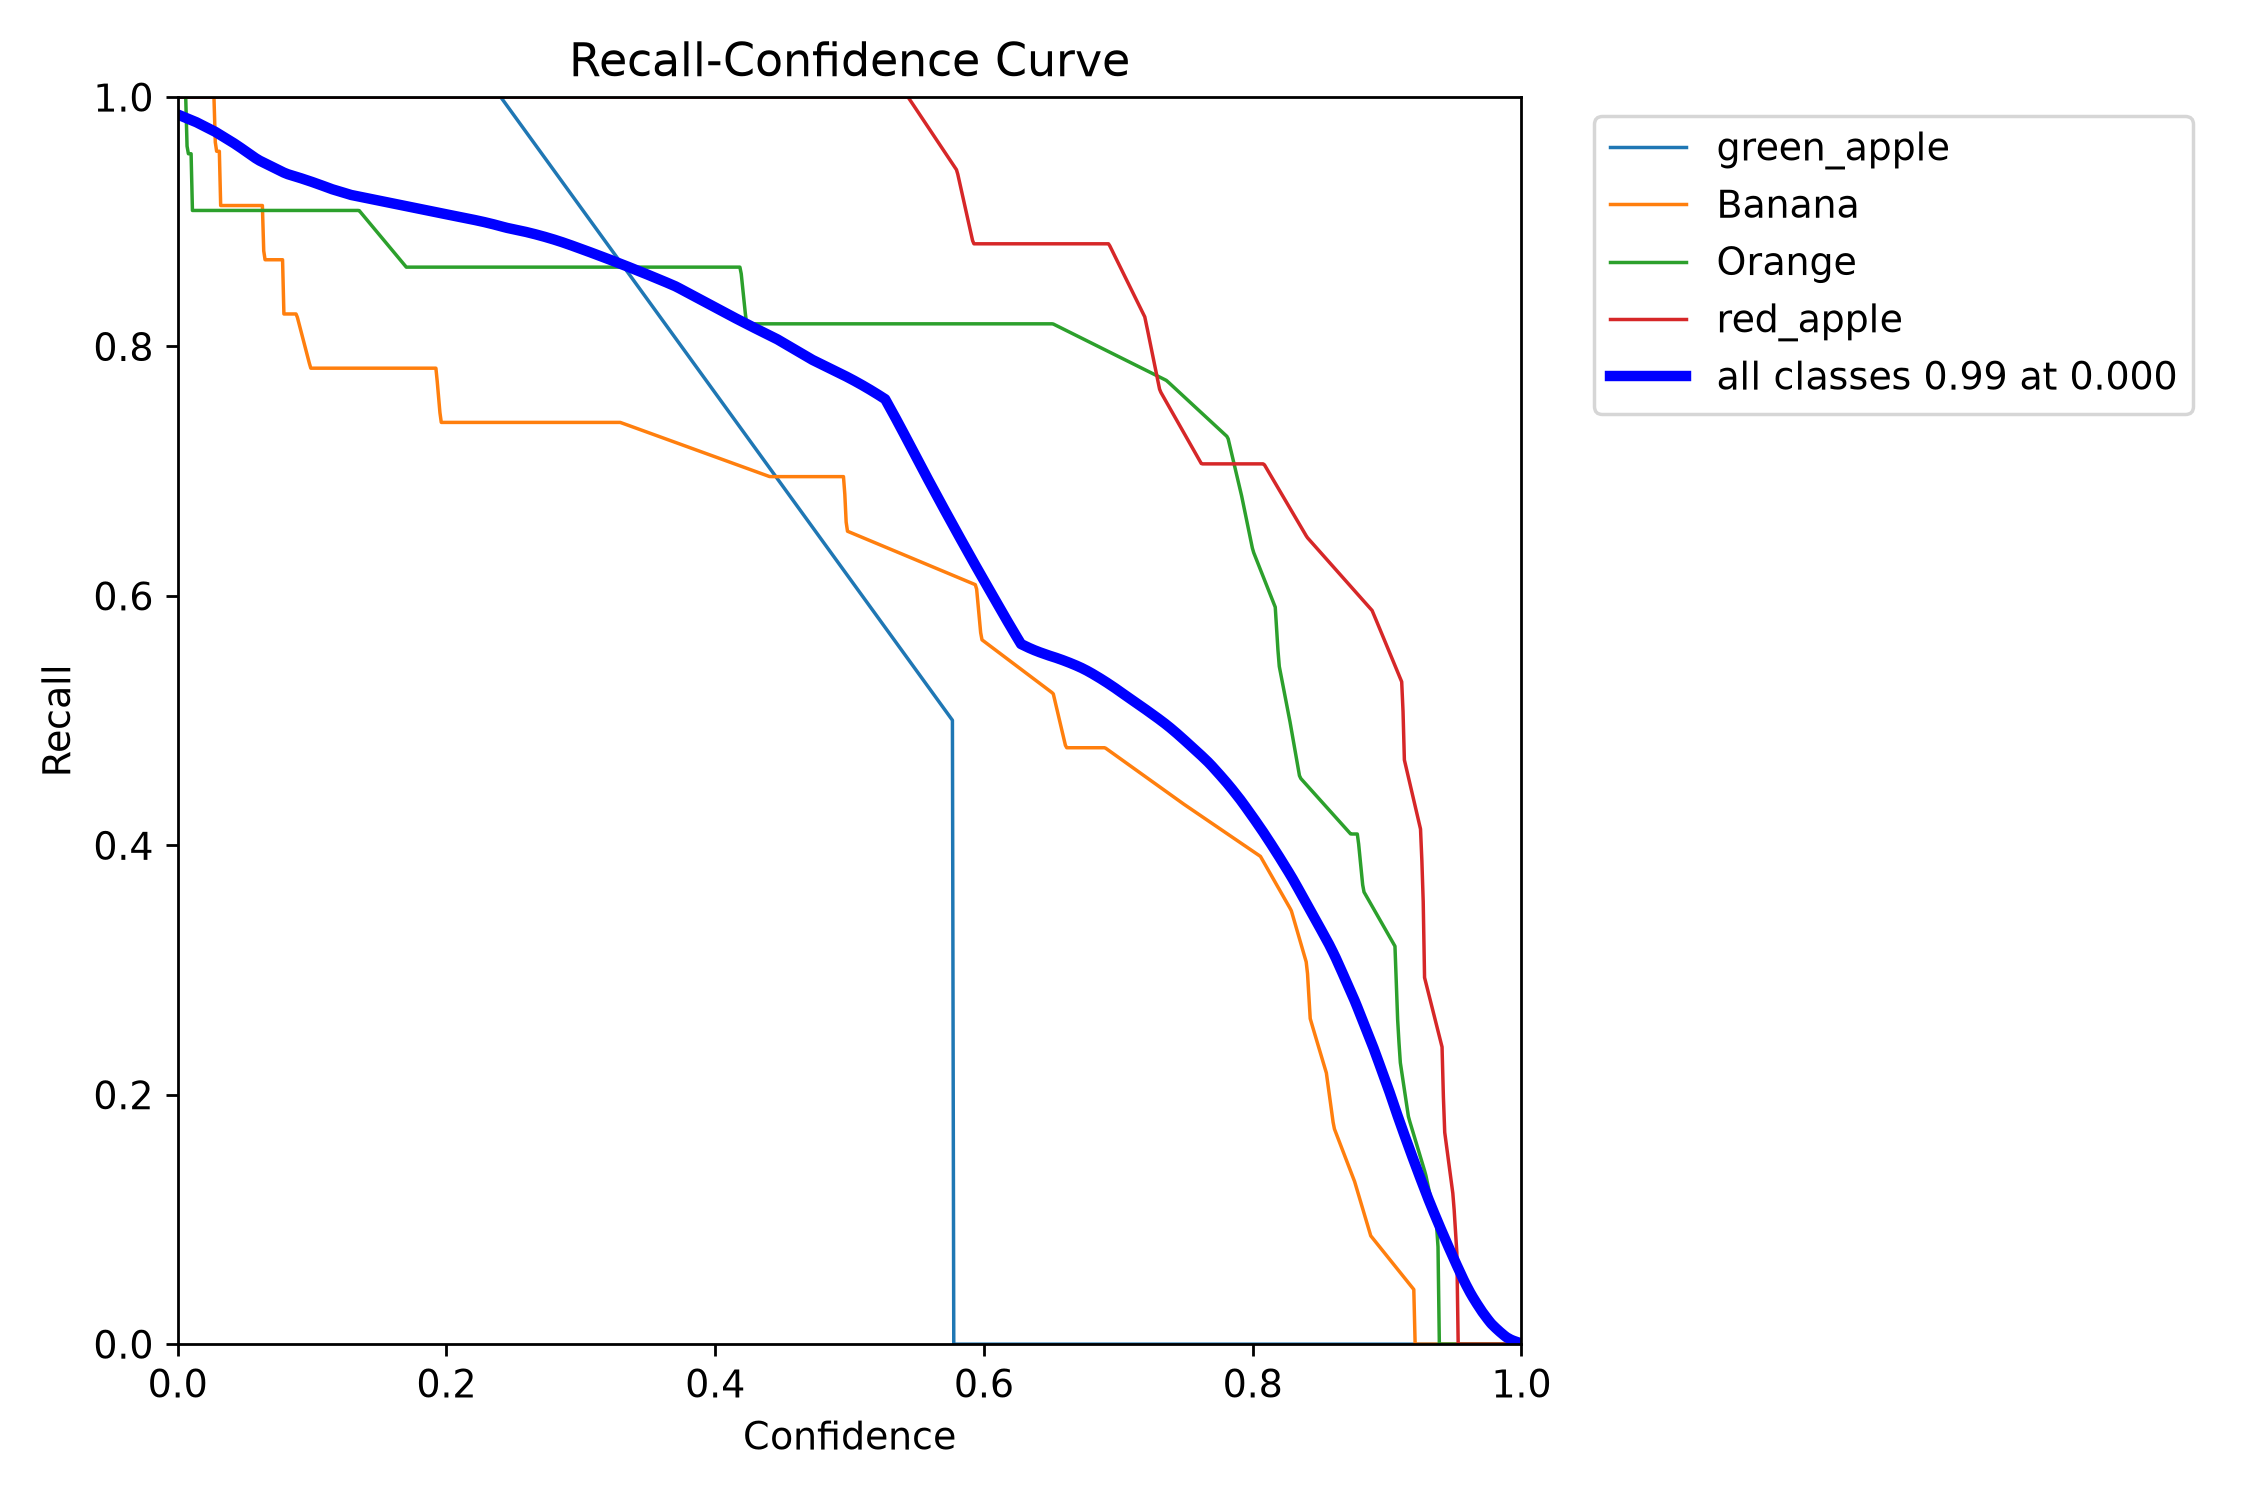 Recall-Confidence Curve
1.0
0.8
0.6
0.4
0.2
0.0
Recall
0.0 0.2 0.4 0.6 0.8 1.0
Confidence
green_apple
Banana
Orange
red_apple
all classes 0.99 at 0.000